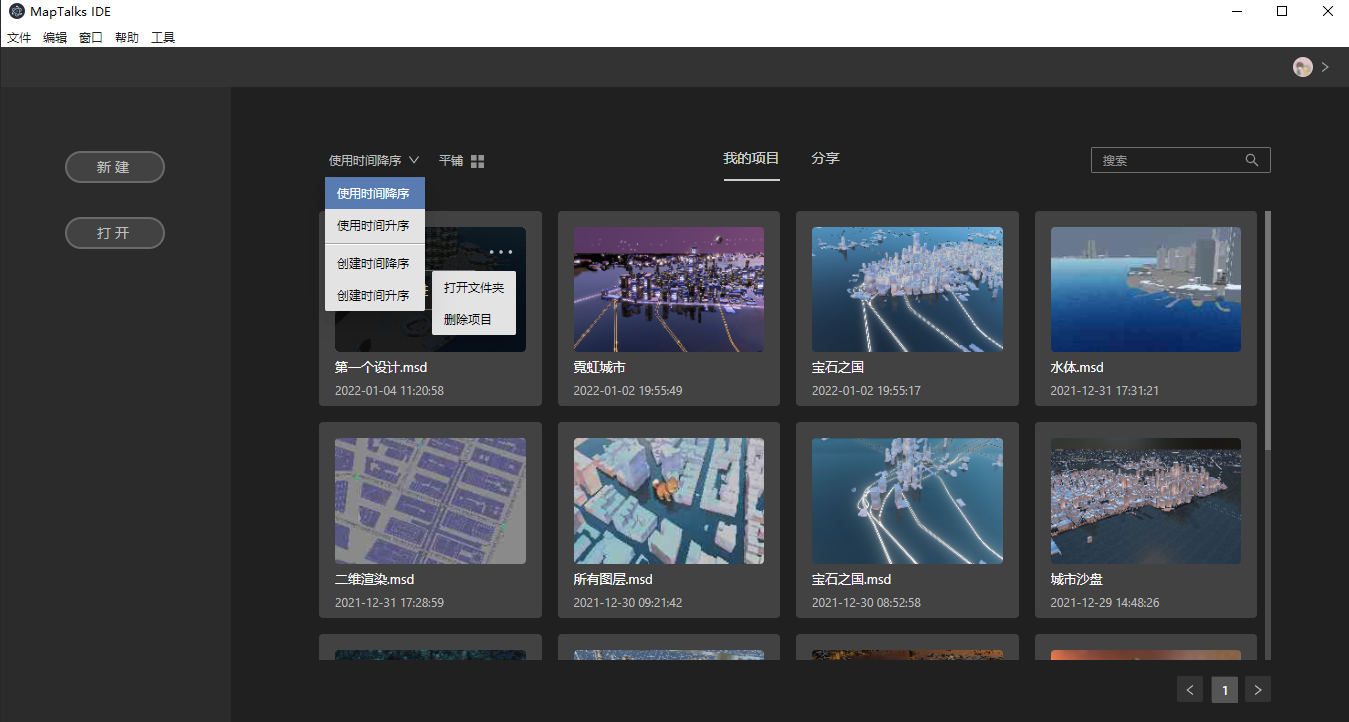 MapTalks IDE
文件 编辑 窗口 帮助 工具
新建
打开
使用时间降序 平铺
我的项目 分享
搜索
使用时间降序
使用时间升序
创建时间降序
创建时间升序
打开文件夹
删除项目
第一个设计.msd
2022-01-04 11:20:58
霓虹城市
2022-01-02 19:55:49
宝石之国
2022-01-02 19:55:17
水体.msd
2021-12-31 17:31:21
二维渲染.msd
2021-12-31 17:28:59
所有图层.msd
2021-12-30 09:21:42
宝石之国.msd
2021-12-30 08:52:58
城市沙盘
2021-12-29 14:48:26
< 1 >